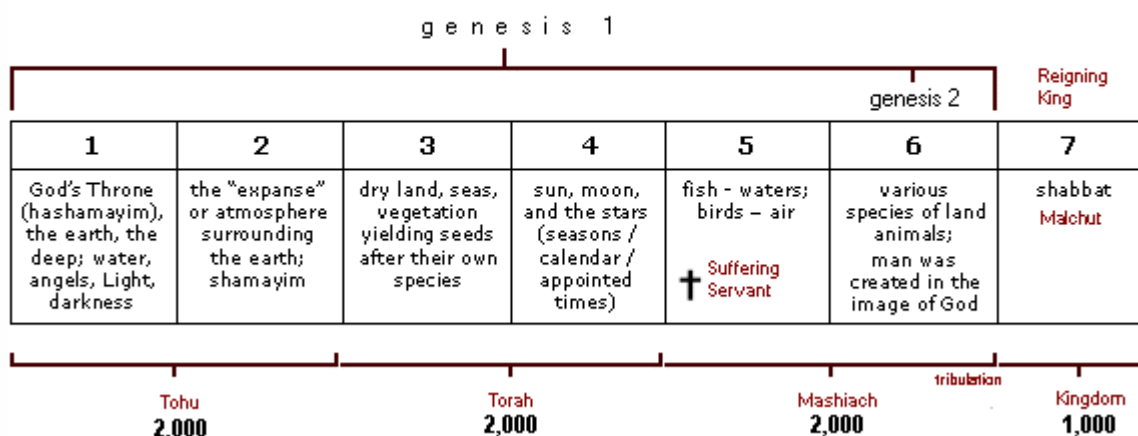 genesis 1
genesis 2
Reigning
King
1
2
3
4
5
6
7
God's Throne
(hashamayim),
the earth, the
deep; water,
angels, Light,
darkness
the “expanse”
or atmosphere
surrounding
the earth;
shamayim
dry land, seas,
vegetation
yielding seeds
after their own
species
sun, moon,
and the stars
(seasons /
calendar /
appointed
times)
fish - waters;
birds – air
Suffering
Servant
various
species of land
animals;
man was
created in the
image of God
shabbat
Malchut
tribulation
Tohu
2,000
Torah
2,000
Mashiach
2,000
Kingdom
1,000